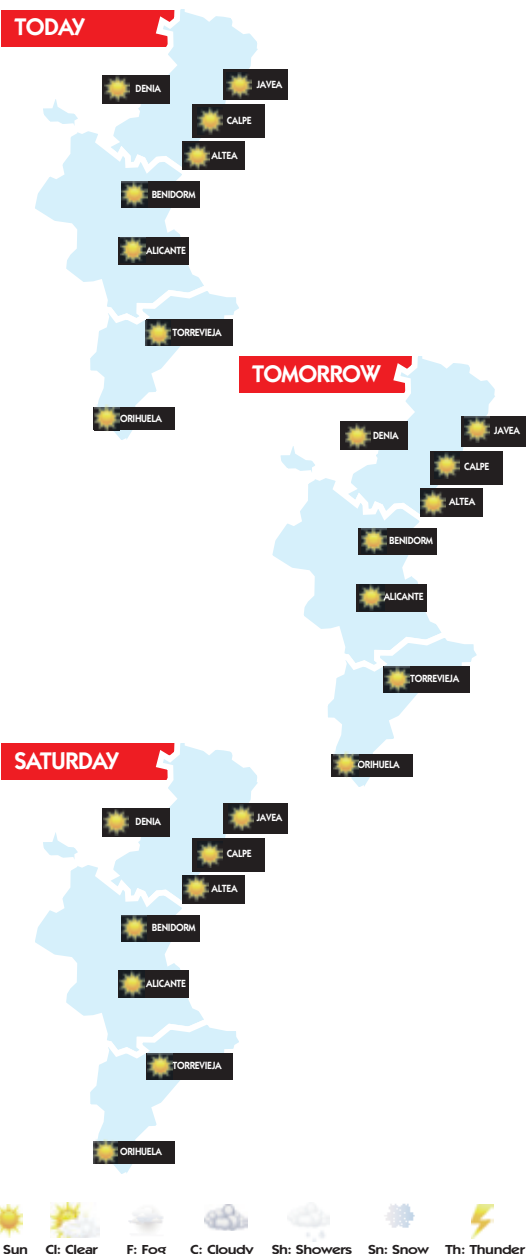 TODAY
DENIA
JAVEA
CALPE
ALTEA
BENIDORM
ALICANTE
TORREVIEJA
ORIHUELA
TOMORROW
DENIA
JAVEA
CALPE
ALTEA
BENIDORM
ALICANTE
TORREVIEJA
ORIHUELA
SATURDAY
DENIA
JAVEA
CALPE
ALTEA
BENIDORM
ALICANTE
TORREVIEJA
ORIHUELA
Sun Cl: Clear F: Fog C: Cloudy Sh: Showers Sn: Snow Th: Thunder